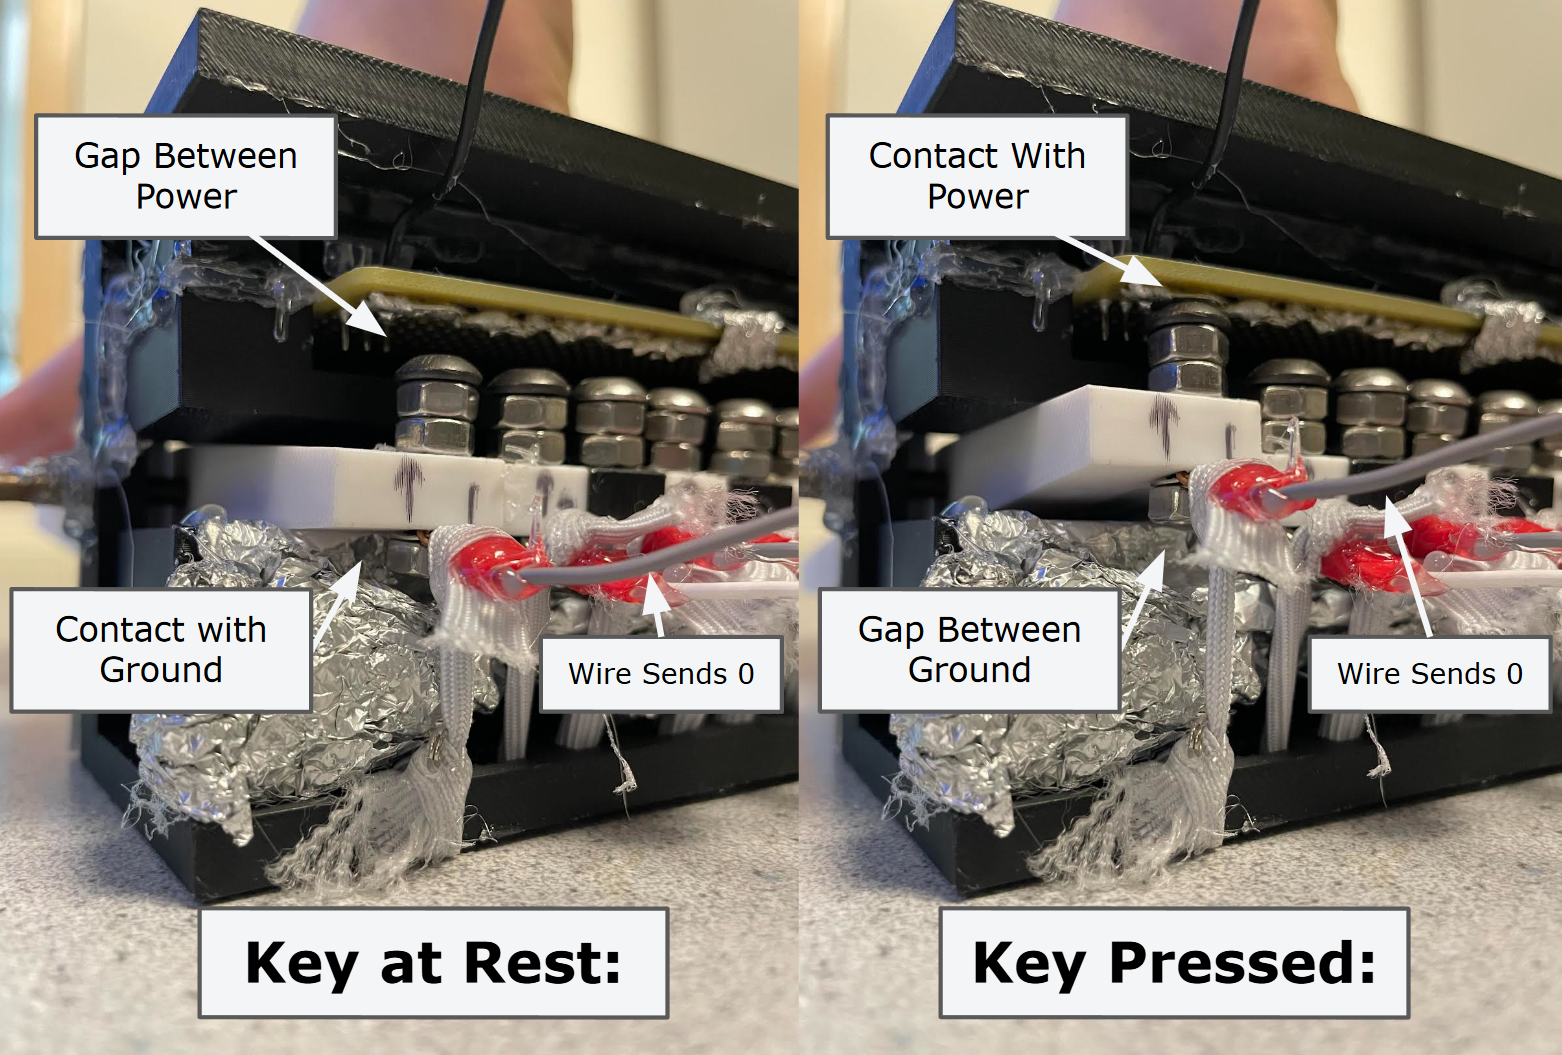 Gap Between
Power
Contact with
Ground
Wire Sends 0
Key at Rest:
Contact With
Power
Gap Between
Ground
Wire Sends 0
Key Pressed: